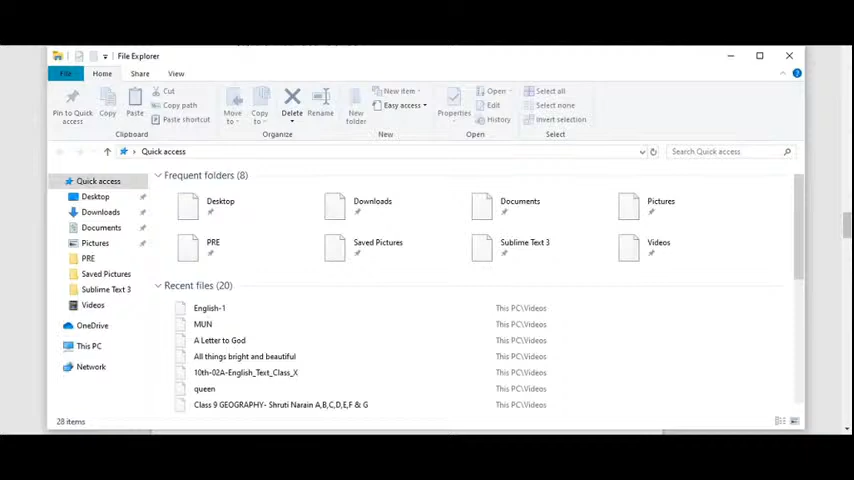 File Explorer
File Home Share View
Pin to Quick access
Copy
Paste
Cut
Copy path
Paste shortcut
Clipboard
Move to
Copy to
Delete
Rename
Organize
New folder
New item
Easy access
New
Properties
Open
Edit
History
Open
Select all
Select none
Invert selection
Select
Quick access
Search Quick access
Quick access
Desktop
Downloads
Documents
Pictures
PRE
Saved Pictures
Sublime Text 3
Videos
OneDrive
This PC
Network
Frequent folders (8)
Desktop Downloads Documents Pictures
PRE Saved Pictures Sublime Text 3 Videos
Recent files (20)
English-1 This PC\Videos
MUN This PC\Videos
A Letter to God This PC\Videos
All things bright and beautiful This PC\Videos
10th-02A-English_Text_Class_X This PC\Videos
queen This PC\Videos
Class 9 GEOGRAPHY- Shruti Narain A,B,C,D,E,F & G This PC\Videos
28 items